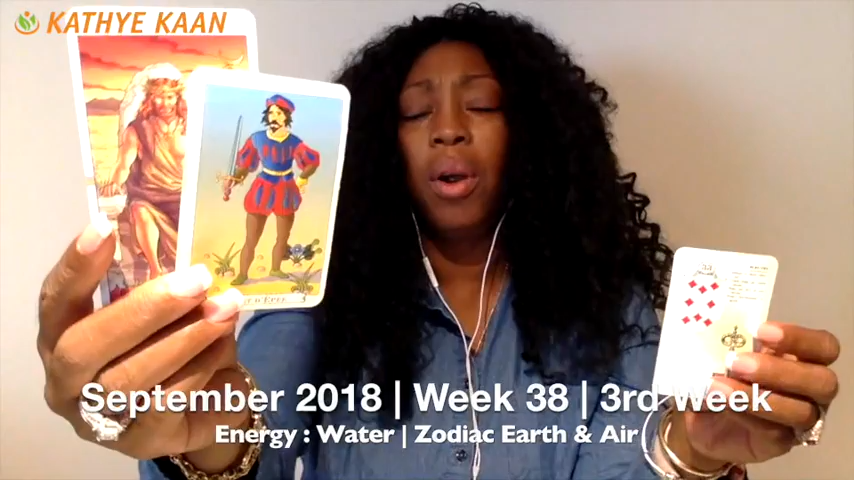 KATHYE KAAN
September 2018 | Week 38 | 3rd Week
Energy : Water | Zodiac Earth & Air